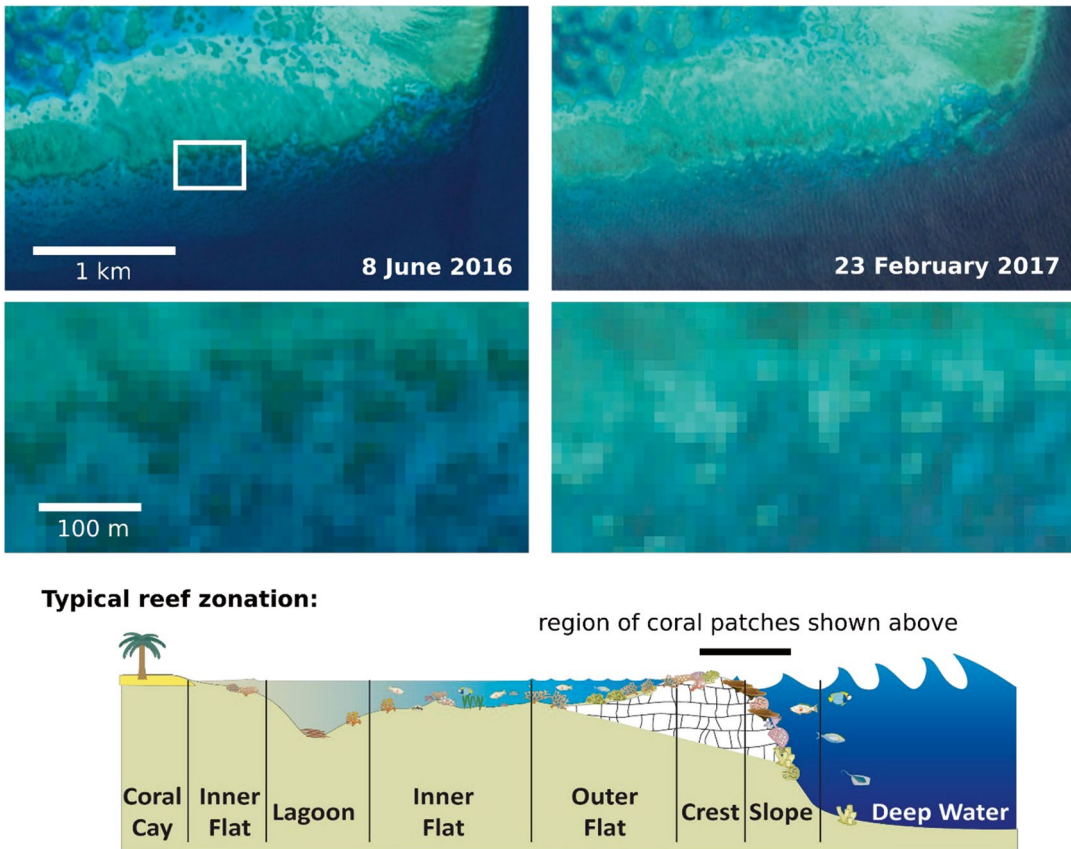 1 km
8 June 2016
23 February 2017
100 m
Typical reef zonation:
region of coral patches shown above
Coral
Cay
Inner
Flat
Lagoon
Inner
Flat
Outer
Flat
Crest
Slope
Deep Water